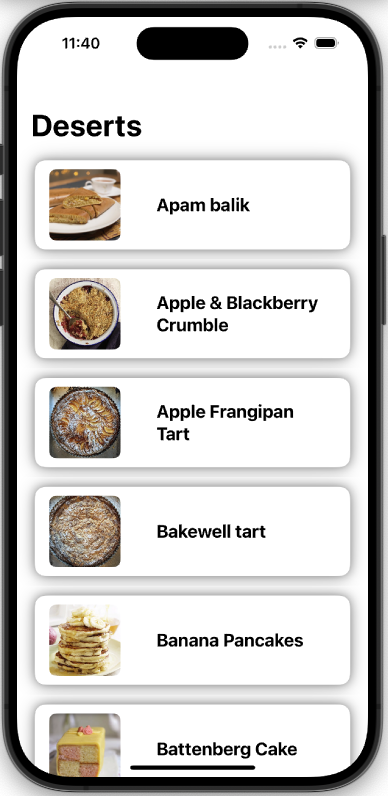 11:40
Deserts
Apam balik
Apple & Blackberry
Crumble
Apple Frangipan
Tart
Bakewell tart
Banana Pancakes
Battenberg Cake